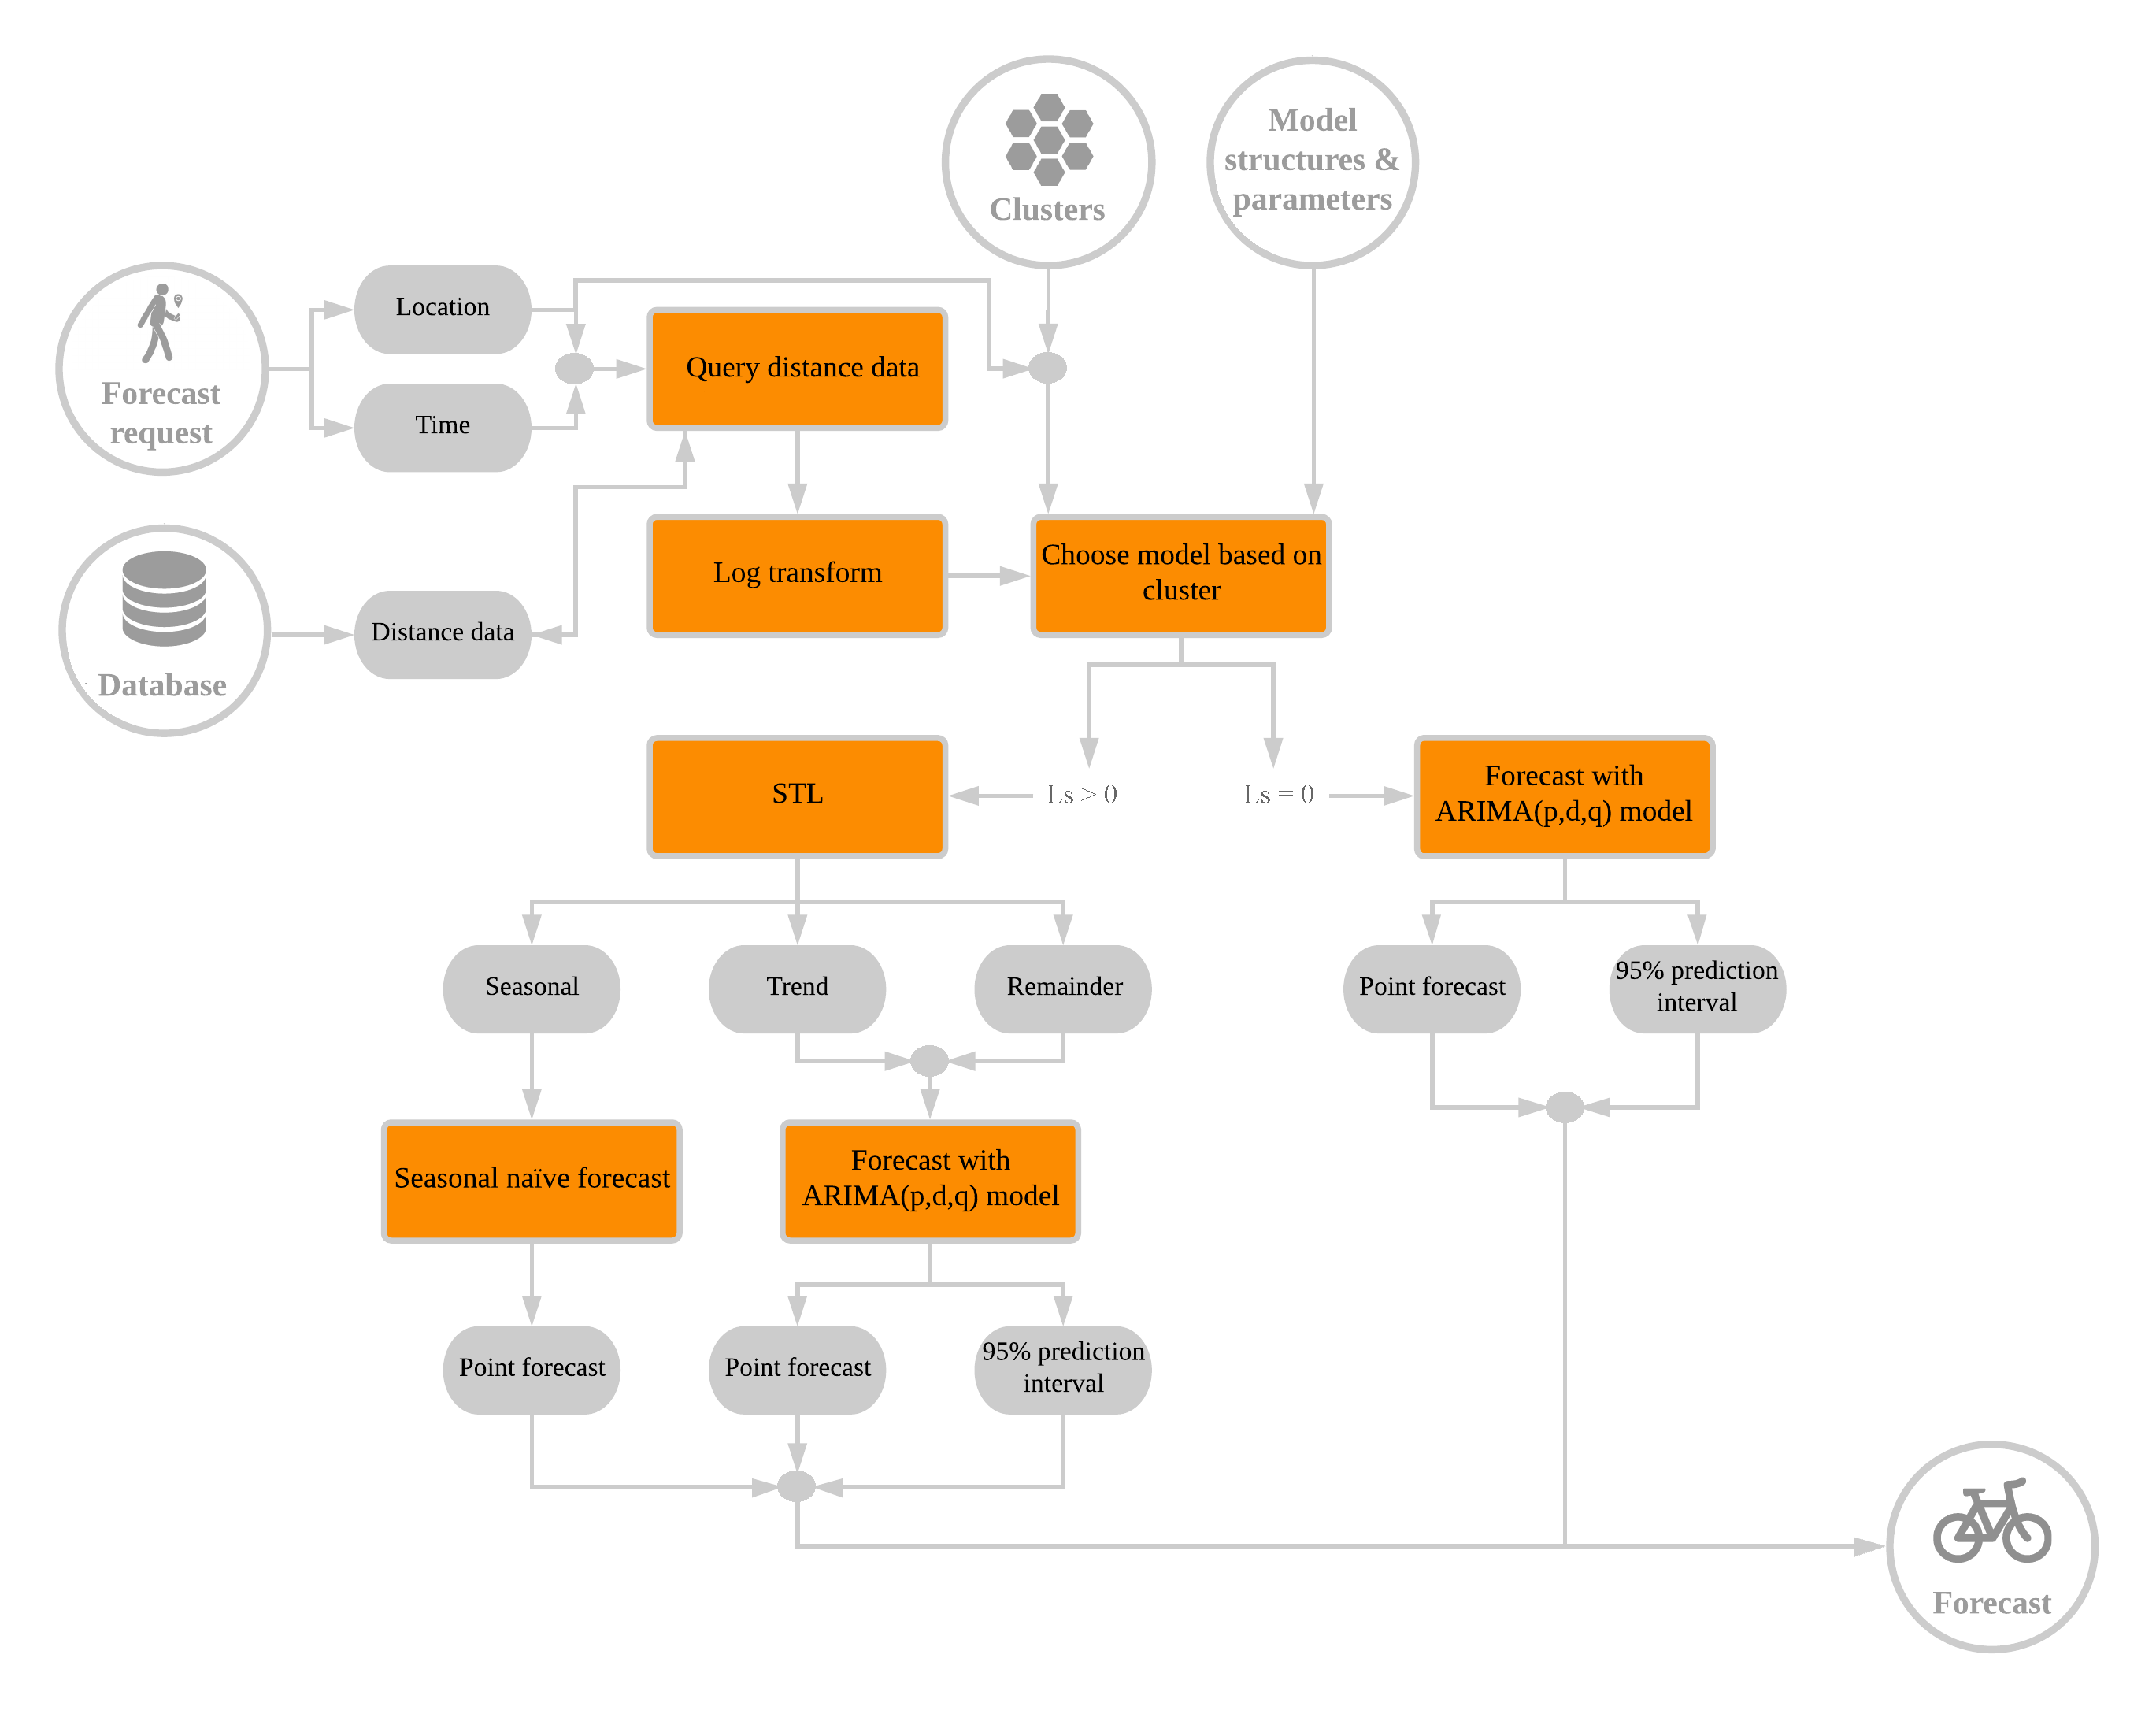 Clusters
Model
structures &
parameters
Forecast
request
Location
Time
Query distance data
Database
Distance data
Log transform
Choose model based on
cluster
STL
Ls > 0
Ls = 0
Forecast with
ARIMA(p,d,q) model
Seasonal
Trend
Remainder
Point forecast
95% prediction
interval
Seasonal naïve forecast
Forecast with
ARIMA(p,d,q) model
Point forecast
Point forecast
95% prediction
interval
Forecast